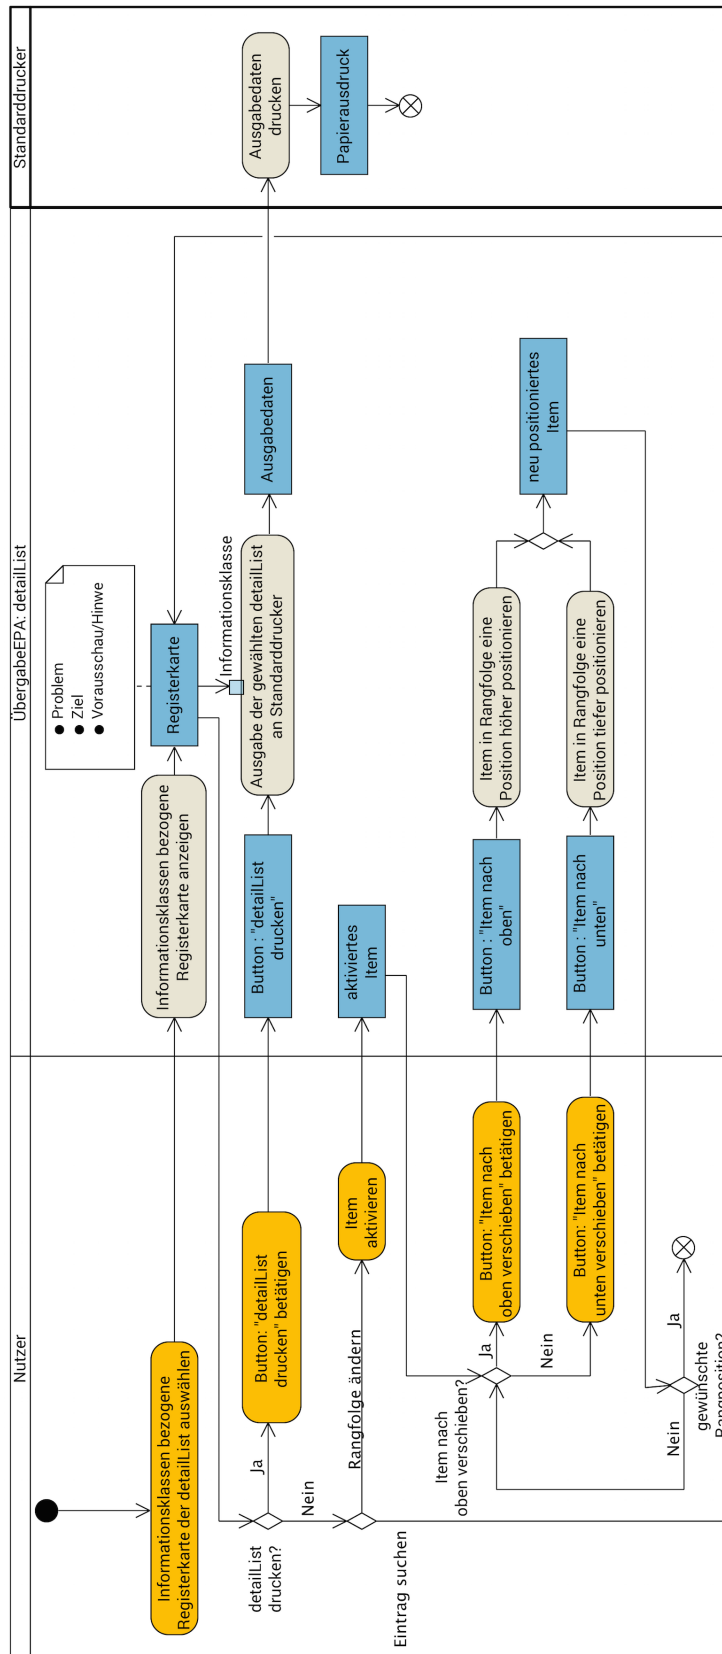 Nutzer
ÜbergabeEPA: detailList
Standarddrucker
Problem
Ziel
Vorausschau/Hinwe
Informationsklassen bezogene
Registerkarte der detailList auswählen
Informationsklassen bezogene
Registerkarte anzeigen
Registerkarte
Informationsklasse
detailList
drucken?
Ja
Nein
Button: "detailList
drucken" betätigen
Button : "detailList
drucken"
Ausgabe der gewählten detailList
an Standarddrucker
Ausgabedaten
Ausgabedaten
drucken
Papierausdruck
Rangfolge ändern
Eintrag suchen
Item
aktivieren
aktiviertes
Item
Item nach
oben verschieben?
Ja
Nein
Button: "Item nach
oben verschieben" betätigen
Button : "Item nach
oben"
Item in Rangfolge eine
Position höher positionieren
Button: "Item nach
unten verschieben" betätigen
Button : "Item nach
unten"
Item in Rangfolge eine
Position tiefer positionieren
neu positioniertes
Item
Nein
Ja
gewünschte
Rangposition?